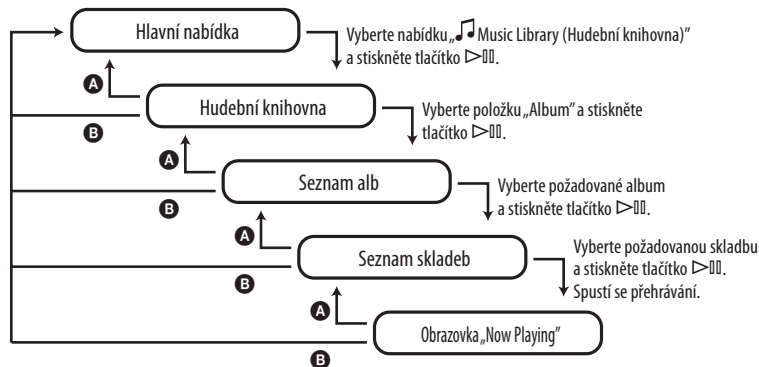 Hlavní nabídka
Vyberte nabídku „♫ Music Library (Hudební knihovna)"
a stiskněte tlačítko ▷II.
A
Hudební knihovna
Vyberte položku „Album" a stiskněte
tlačítko ▷II.
B
A
Seznam alb
Vyberte požadované album
a stiskněte tlačítko ▷II.
B
A
Seznam skladeb
Vyberte požadovanou skladbu
a stiskněte tlačítko ▷II.
Spustí se přehrávání.
B
A
Obrazovka „Now Playing"
B